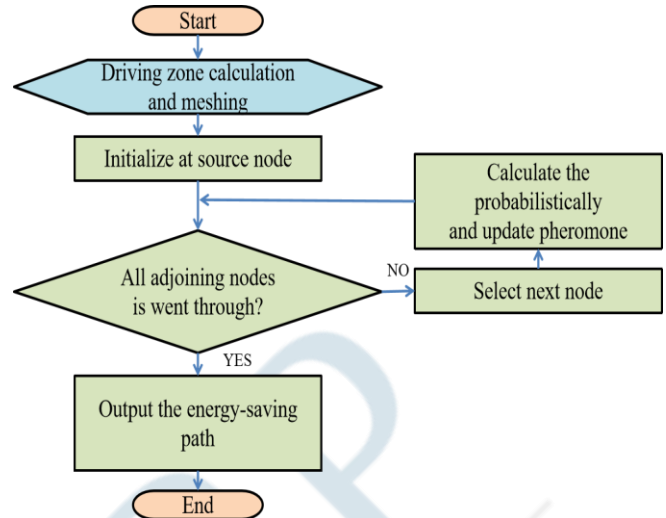 Start
Driving zone calculation
and meshing
Initialize at source node
Calculate the
probabilistically
and update pheromone
All adjoining nodes
is went through?
NO
Select next node
YES
Output the energy-saving
path
End